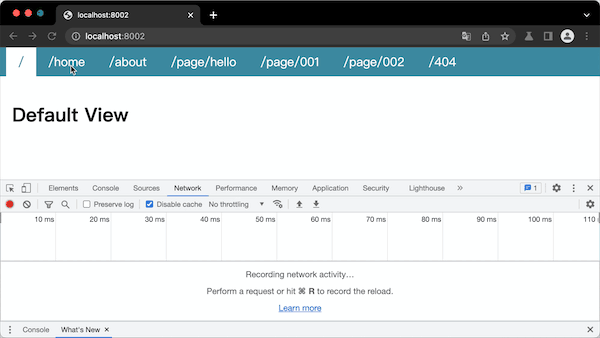 localhost:8002
localhost:8002
/ /home /about /page/hello /page/001 /page/002 /404
Default View
Elements Console Sources Network Performance Memory Application Security Lighthouse » 1
Preserve log Disable cache No throttling
10 ms 20 ms 30 ms 40 ms 50 ms 60 ms 70 ms 80 ms 90 ms 100 ms 110
Recording network activity…
Perform a request or hit ⌘ R to record the reload.
Learn more
Console What's New